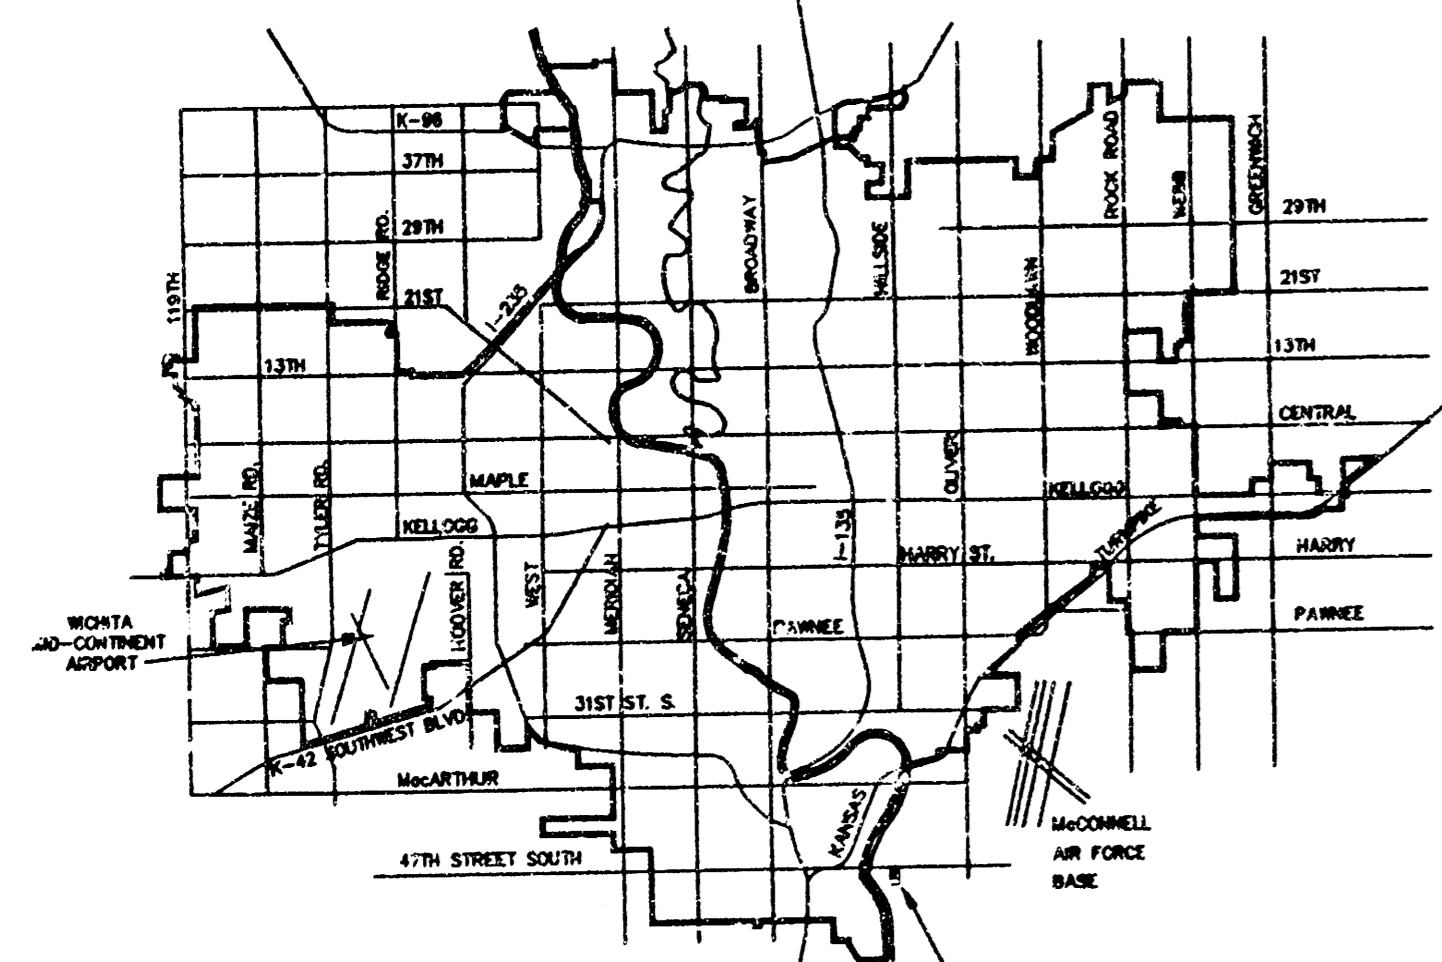 K-96
37TH
29TH
RIDGE RD.
119TH
21ST
I-235
13TH
BROADWAY
HILLSIDE
WOODLAWN
ROCK ROAD
WEBB
GREENWICH
29TH
21ST
13TH
CENTRAL
MAIZE RD.
TYLER RD.
MAPLE
KELLOGG
HOOVER RD.
WEST
MERIDIAN
SENECA
I-135
OLIVER
KELLOGG
TURNPIKE
HARRY ST.
HARRY
PAWNEE
PAWNEE
WICHITA
MID-CONTINENT
AIRPORT
31ST ST. S.
K-42 SOUTHWEST BLVD.
McARTHUR
KANSAS
47TH STREET SOUTH
McCONNELL
AIR FORCE
BASE